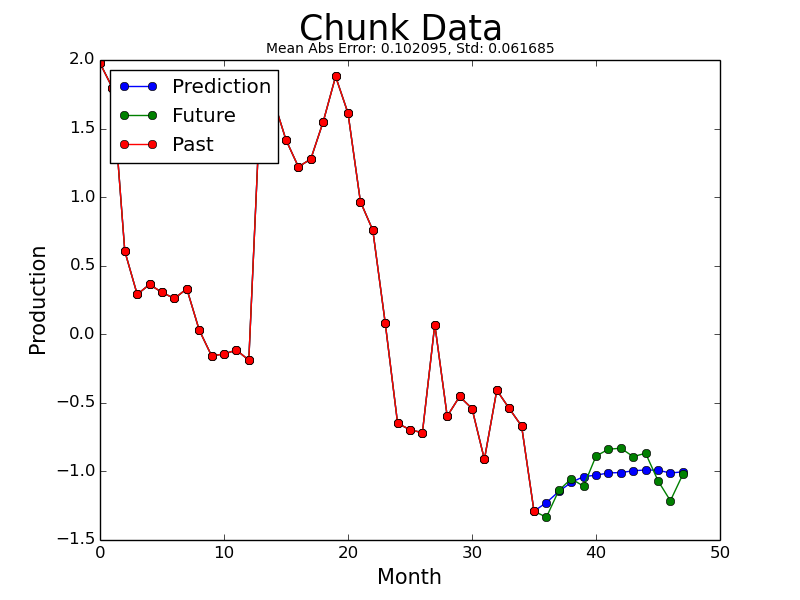 Chunk Data
Mean Abs Error: 0.102095, Std: 0.061685
Prediction
Future
Past
2.0
1.5
1.0
0.5
0.0
−0.5
−1.0
−1.5
Production
0
10
20
30
40
50
Month